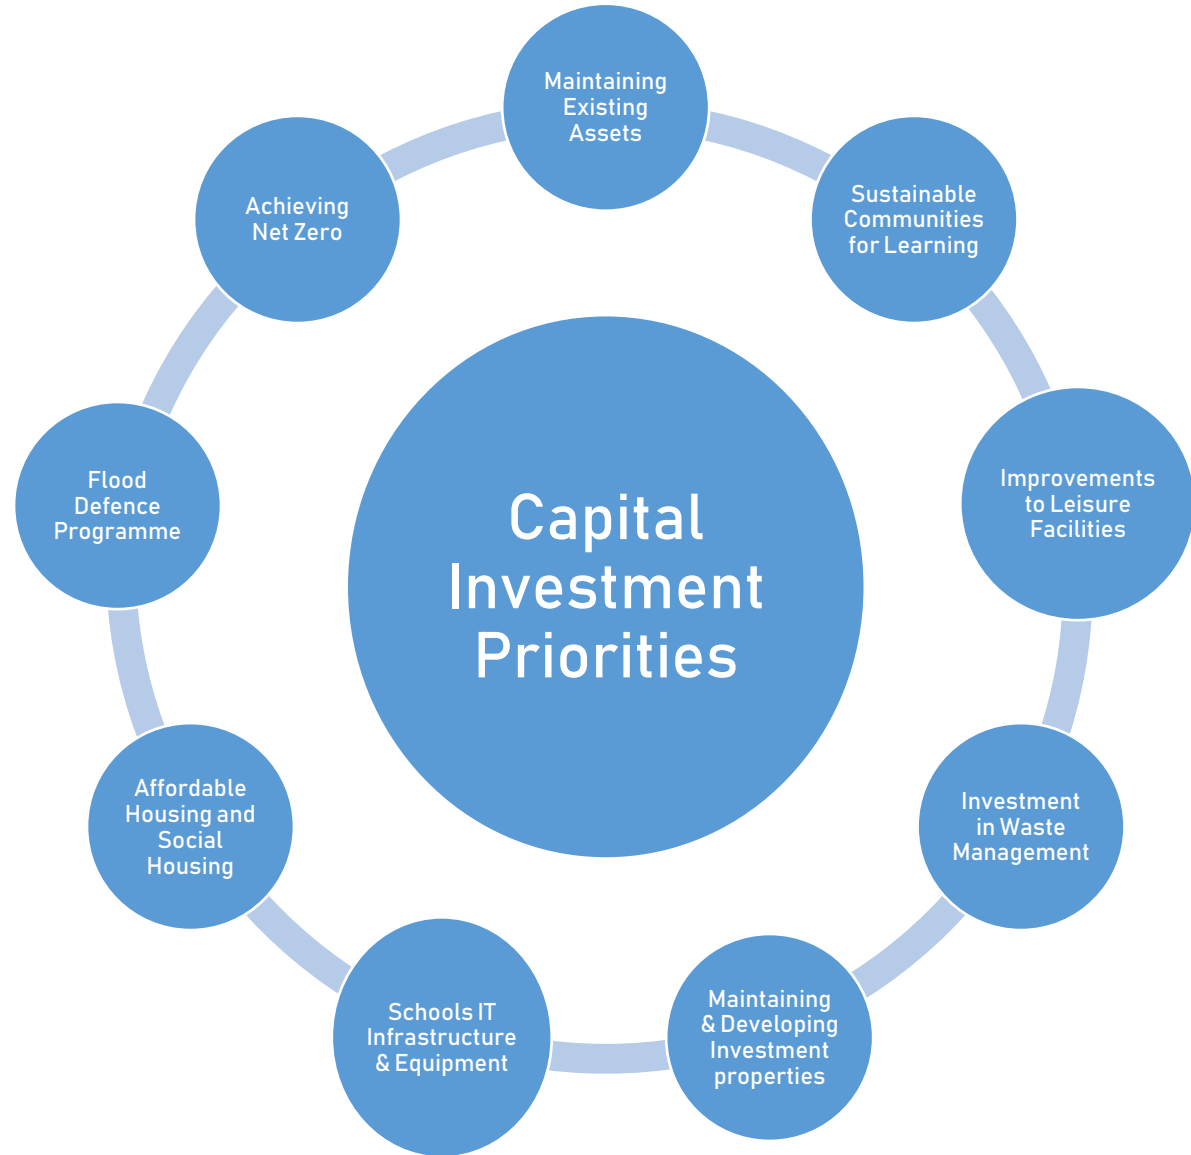 Maintaining
Existing
Assets
Sustainable
Communities
for Learning
Improvements
to Leisure
Facilities
Investment
in Waste
Management
Maintaining
& Developing
Investment
properties
Schools IT
Infrastructure
& Equipment
Affordable
Housing and
Social
Housing
Flood
Defence
Programme
Achieving
Net Zero
Capital
Investment
Priorities